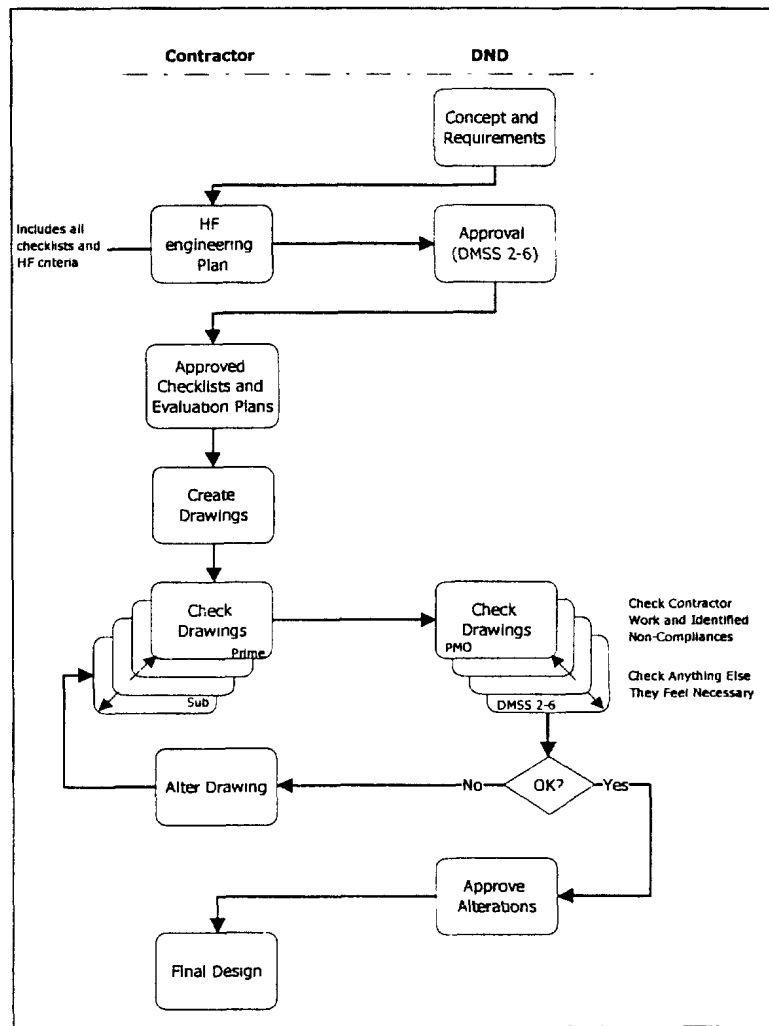 Contractor
DND
Concept and
Requirements
Includes all
checklists and
HF criteria
HF
engineering
Plan
Approval
(DMSS 2-6)
Approved
Checklists and
Evaluation Plans
Create
Drawings
Check
Drawings
Prime
Sub
Check
Drawings
PMO
DMSS 2-6
Check Contractor
Work and Identified
Non-Compliances
Check Anything Else
They Feel Necessary
Alter Drawing
No
OK?
Yes
Approve
Alterations
Final Design